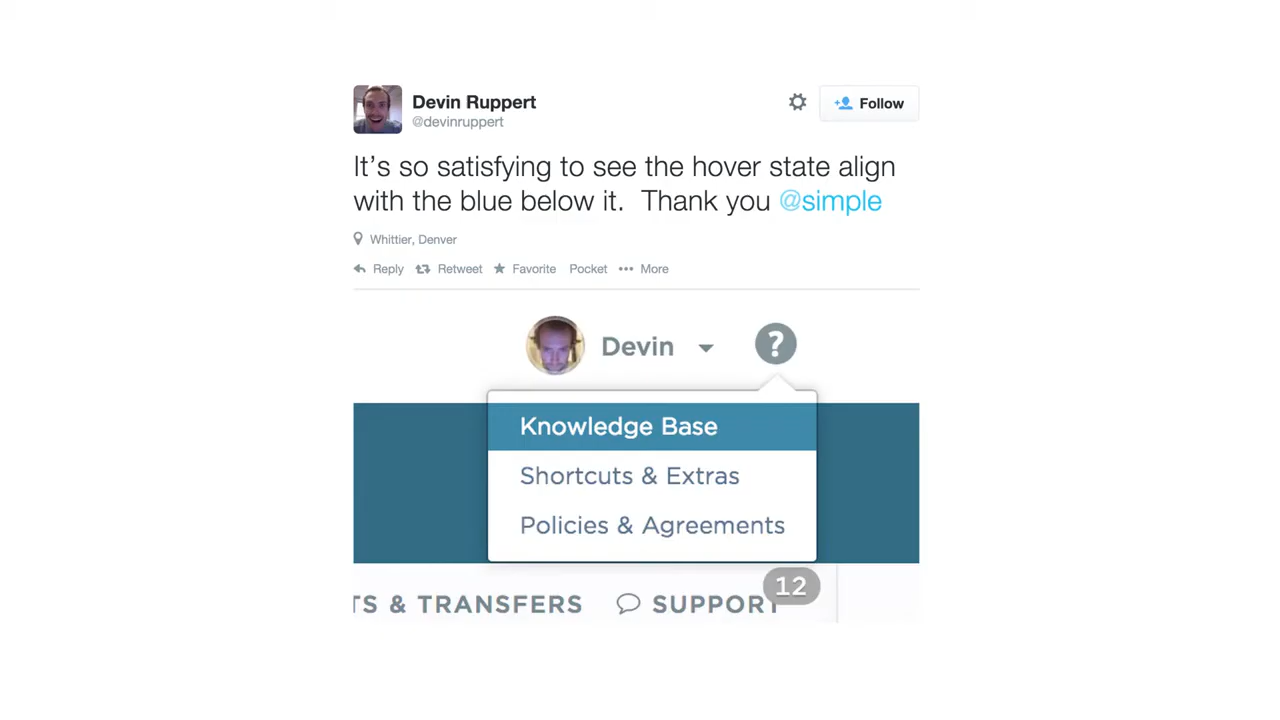 Devin Ruppert
@devinruppert
Follow
It’s so satisfying to see the hover state align
with the blue below it.  Thank you @simple
Whittier, Denver
Reply Retweet Favorite Pocket More
Devin ?
Knowledge Base
Shortcuts & Extras
Policies & Agreements
12
TS & TRANSFERS SUPPORT